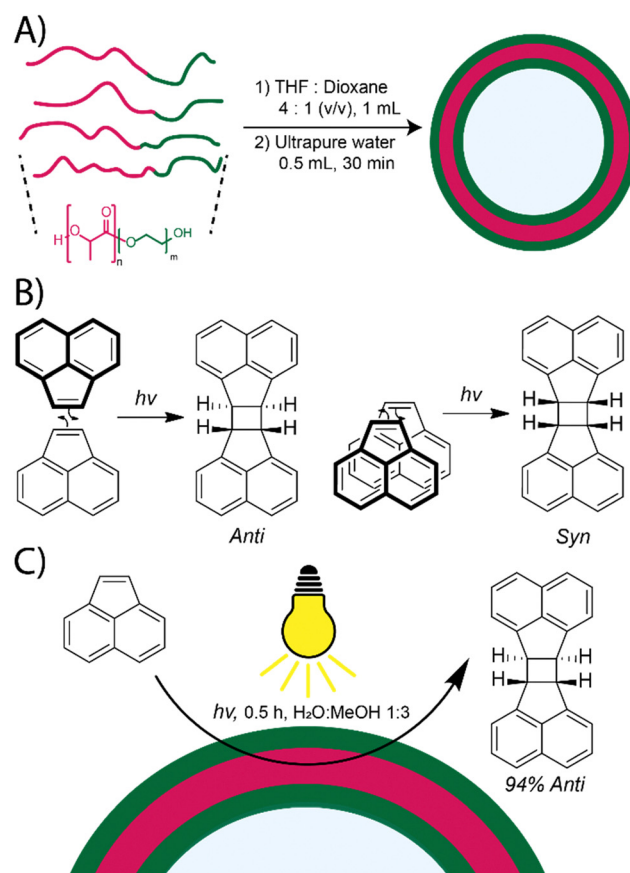 A)
1) THF : Dioxane
4 : 1 (v/v), 1 mL
2) Ultrapure water
0.5 mL, 30 min
H O O n O m OH
B)
hv
H H
H H
Anti
hv
H H
H H
Syn
C)
hv, 0.5 h, H₂O:MeOH 1:3
H H
H H
94% Anti